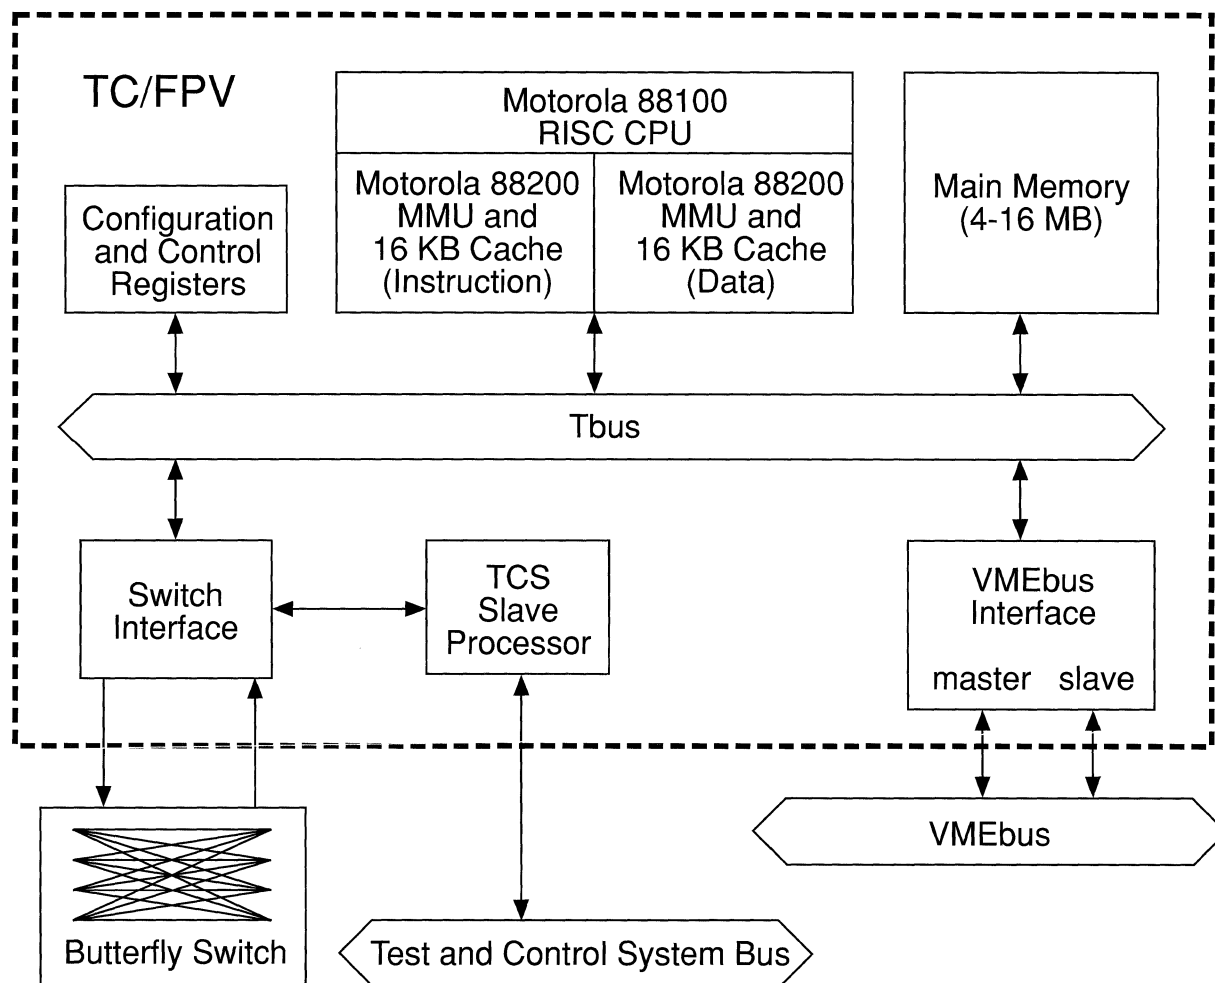 TC/FPV
Motorola 88100
RISC CPU
Motorola 88200
MMU and
16 KB Cache
(Instruction)
Motorola 88200
MMU and
16 KB Cache
(Data)
Main Memory
(4-16 MB)
Configuration
and Control
Registers
Tbus
Switch
Interface
TCS
Slave
Processor
VMEbus
Interface
master slave
VMEbus
Butterfly Switch
Test and Control System Bus